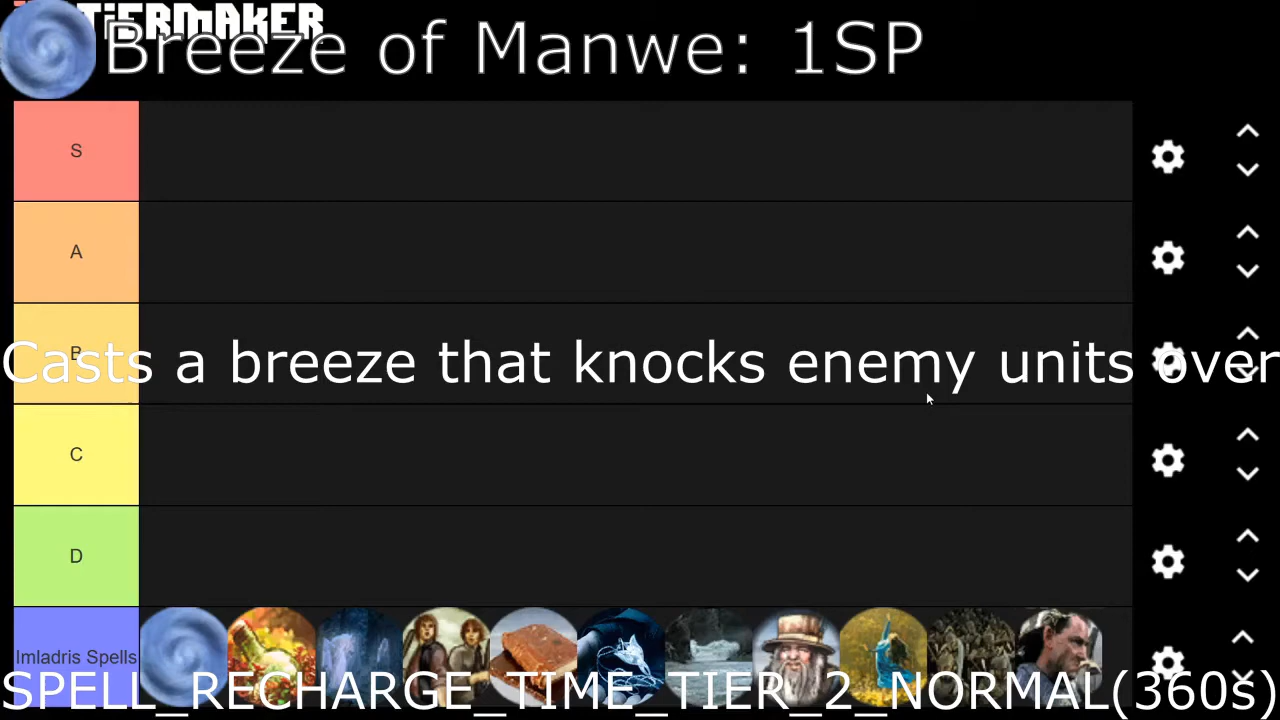 TiERMAKER
Breeze of Manwe: 1SP
S
A
B
Casts a breeze that knocks enemy units over
C
D
Imladris Spells
SPELL_RECHARGE_TIME_TIER_2_NORMAL(360s)